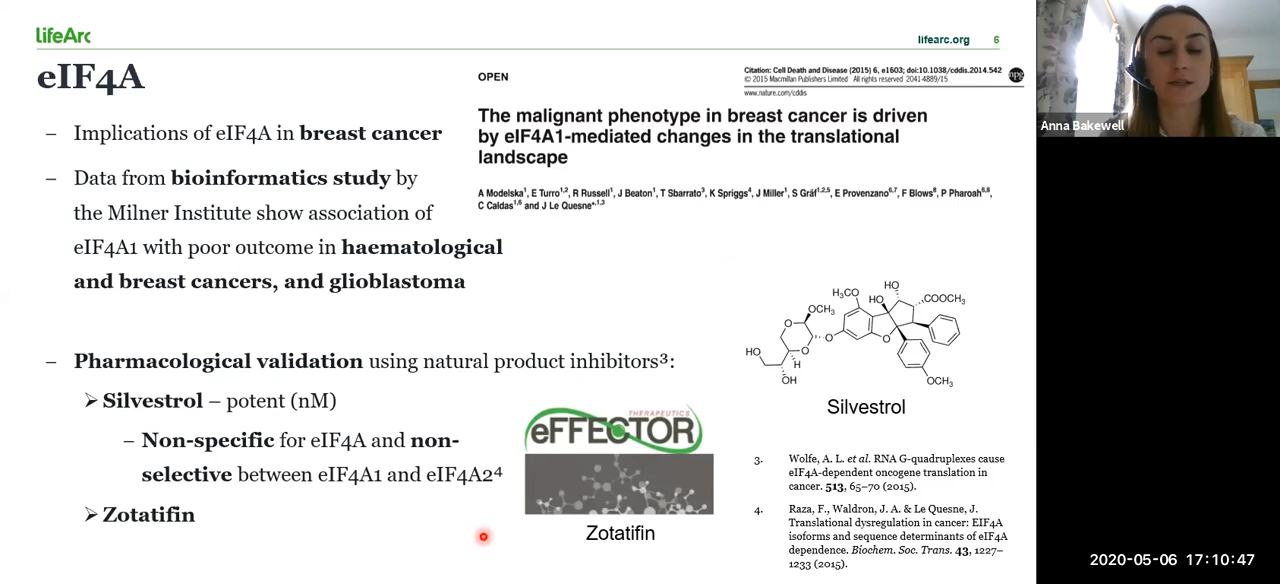 lifeArc
lifearc.org 6
eIF4A
– Implications of eIF4A in breast cancer
– Data from bioinformatics study by
the Milner Institute show association of
eIF4A1 with poor outcome in haematological
and breast cancers, and glioblastoma
OPEN
Citation: Cell Death and Disease (2015) 6, e1603; doi:10.1038/cddis.2014.542
© 2015 Macmillan Publishers Limited All rights reserved 2041-4889/15
npg
www.nature.com/cddis
The malignant phenotype in breast cancer is driven
by eIF4A1-mediated changes in the translational
landscape
A Modelska¹, E Turro¹,², R Russell¹, J Beaton¹, T Sbarrato³, K Spriggs⁴, J Miller¹, S Gräf¹,²,⁵, E Provenzano⁶,⁷, F Blows⁸, P Pharoah⁶,⁸,
C Caldas¹,⁶ and J Le Quesne*,¹,³
– Pharmacological validation using natural product inhibitors³:
➢ Silvestrol – potent (nM)
– Non-specific for eIF4A and non-
selective between eIF4A1 and eIF4A2⁴
➢ Zotatifin
THERAPEUTICS
eFFECTOR
Zotatifin
HO
H₃CO
HO
COOCH₃
OCH₃
O
O
O
O
HO
H
OH
OCH₃
Silvestrol
3. Wolfe, A. L. et al. RNA G-quadruplexes cause
eIF4A-dependent oncogene translation in
cancer. 513, 65–70 (2015).
4. Raza, F., Waldron, J. A. & Le Quesne, J.
Translational dysregulation in cancer: EIF4A
isoforms and sequence determinants of eIF4A
dependence. Biochem. Soc. Trans. 43, 1227–
1233 (2015).
Anna Bakewell
2020-05-06 17:10:47